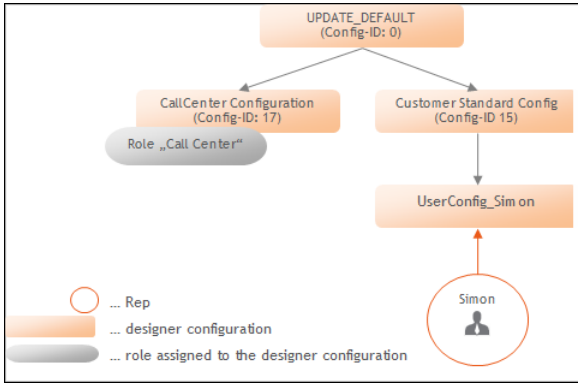 UPDATE_DEFAULT
(Config-ID: 0)
CallCenter Configuration
(Config-ID: 17)
Customer Standard Config
(Config-ID 15)
Role „Call Center“
UserConfig_Simon
Simon
... Rep
... designer configuration
... role assigned to the designer configuration